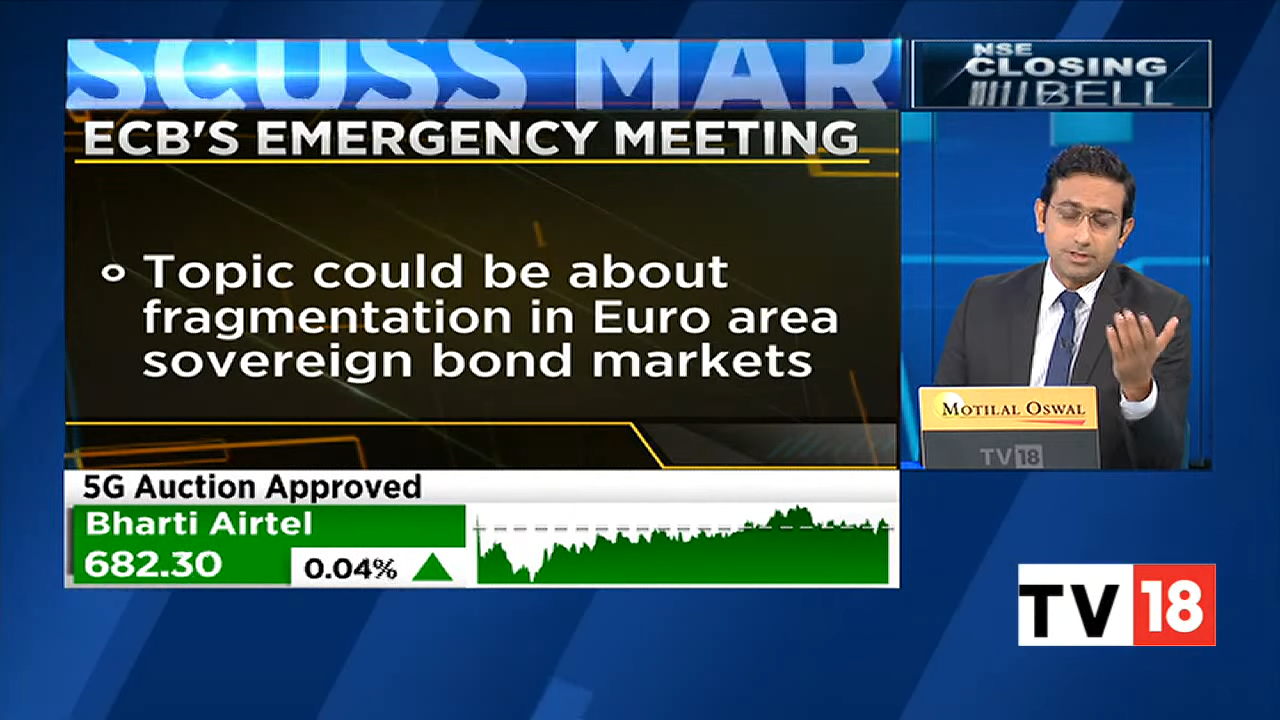 SCUSS MAR
NSE
CLOSING
BELL
ECB'S EMERGENCY MEETING
Topic could be about
fragmentation in Euro area
sovereign bond markets
MOTILAL OSWAL
TV18
5G Auction Approved
Bharti Airtel
682.30
0.04%
TV18